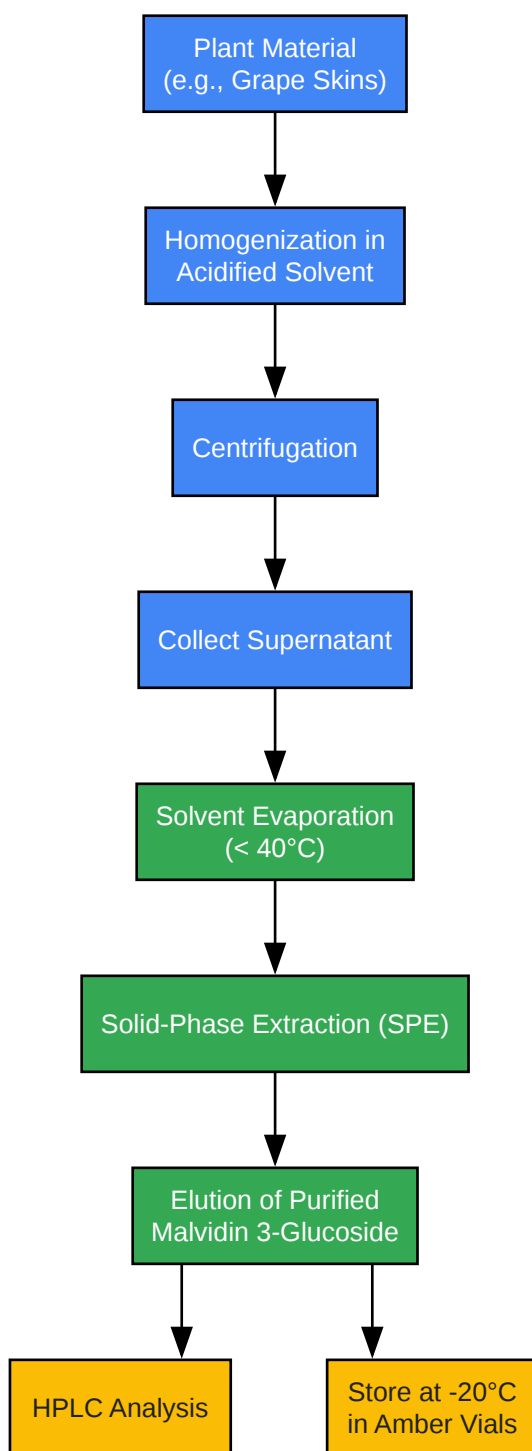 Plant Material
(e.g., Grape Skins)
Homogenization in
Acidified Solvent
Centrifugation
Collect Supernatant
Solvent Evaporation
(< 40°C)
Solid-Phase Extraction (SPE)
Elution of Purified
Malvidin 3-Glucoside
HPLC Analysis
Store at -20°C
in Amber Vials